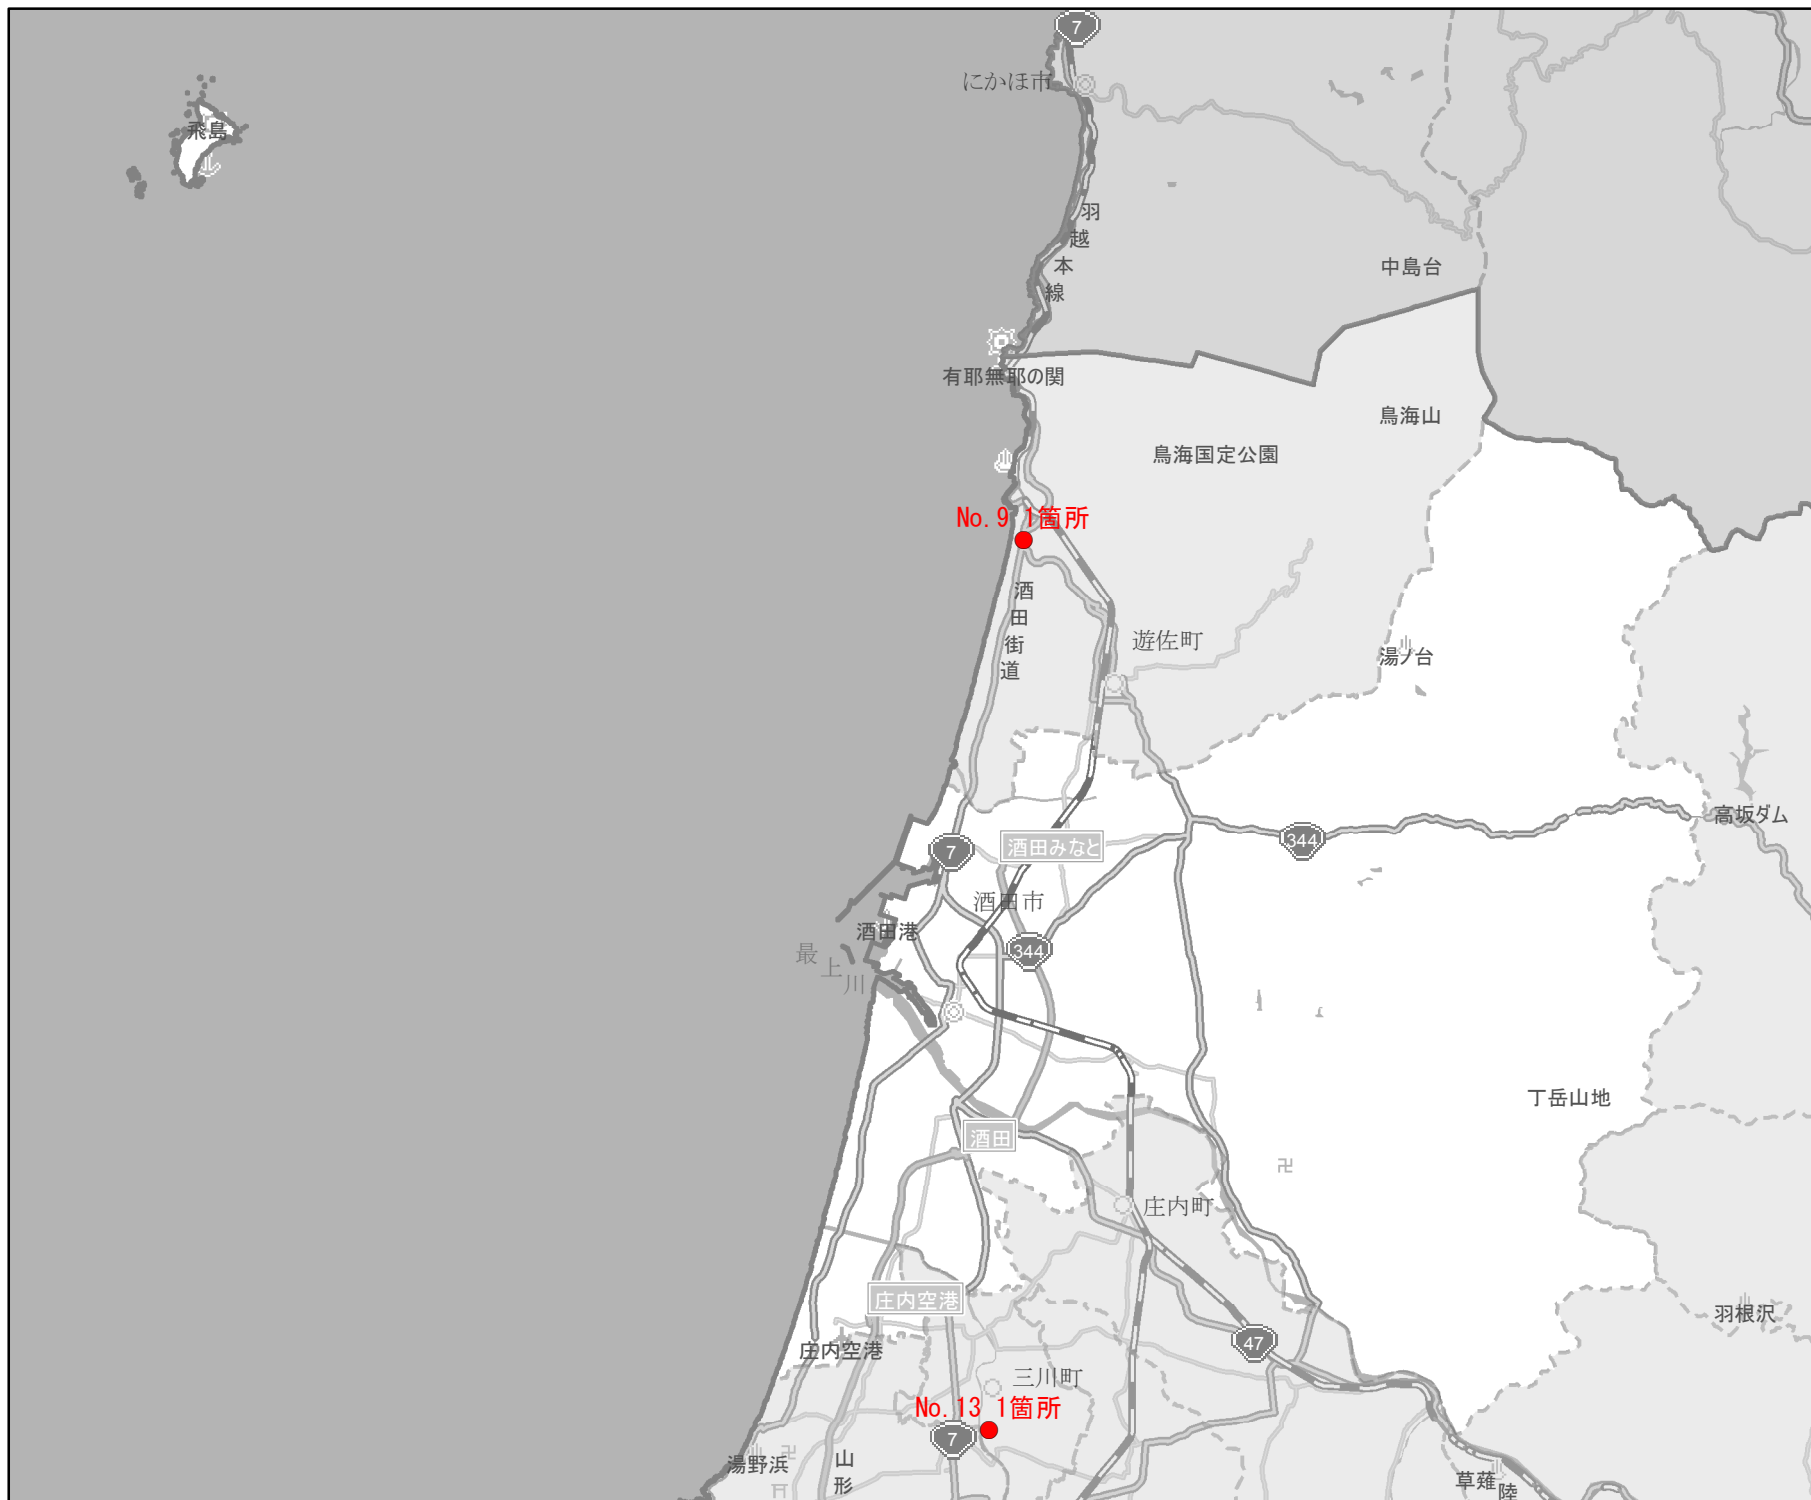 7
にかほ市
飛島
羽越本線
中島台
有耶無耶の関
鳥海山
鳥海国定公園
No.9 1箇所
酒田街道
遊佐町
湯ノ台
高坂ダム
7
酒田みなと
344
酒田市
酒田港
344
最上川
丁岳山地
酒田
庄内町
庄内空港
羽根沢
47
庄内空港
三川町
No.13 1箇所
7
湯野浜
山形
草薙
陸